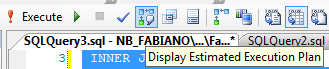 Execute
SQLQuery3.sql - NB_FABIANO\...\Fa...*
SQLQuery2.sql
3
INNER J
Display Estimated Execution Plan